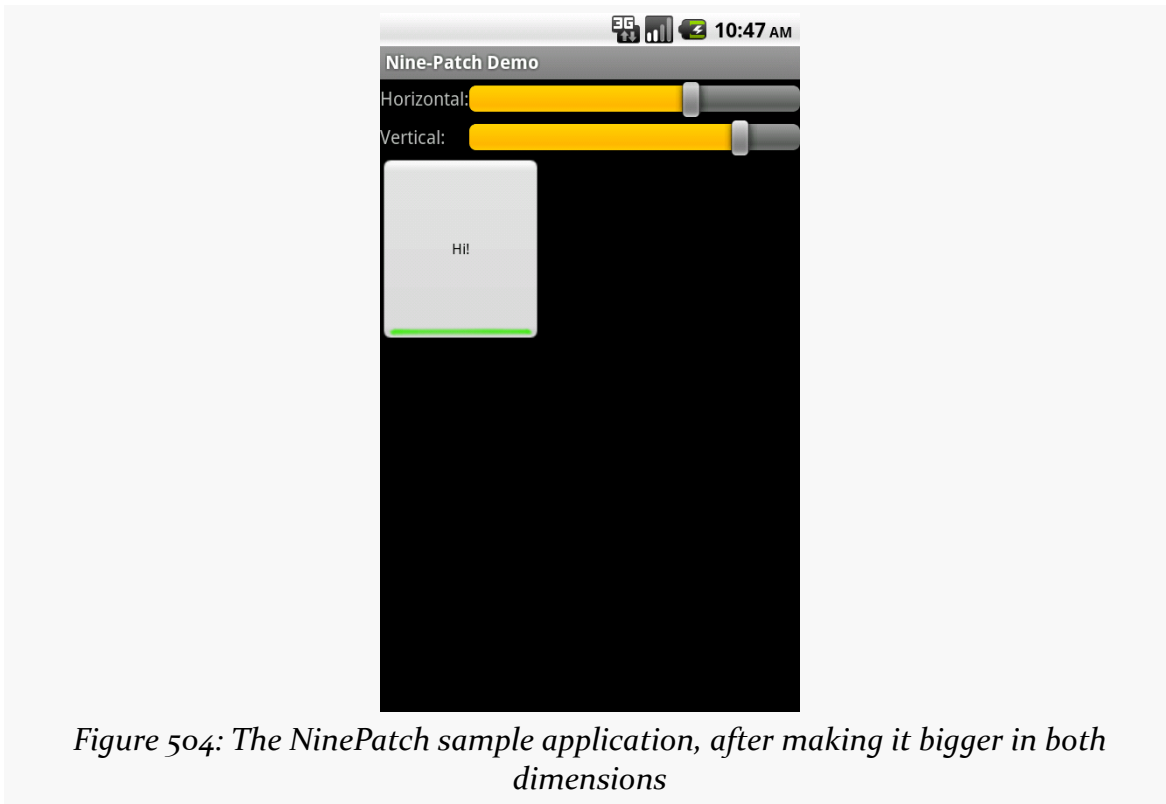 3G 10:47 AM
Nine-Patch Demo
Horizontal:
Vertical:
Hi!
Figure 504: The NinePatch sample application, after making it bigger in both
dimensions